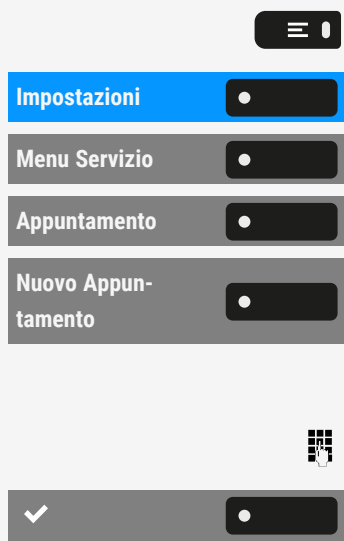 Impostazioni
Menu Servizio
Appuntamento
Nuovo Appun-
tamento